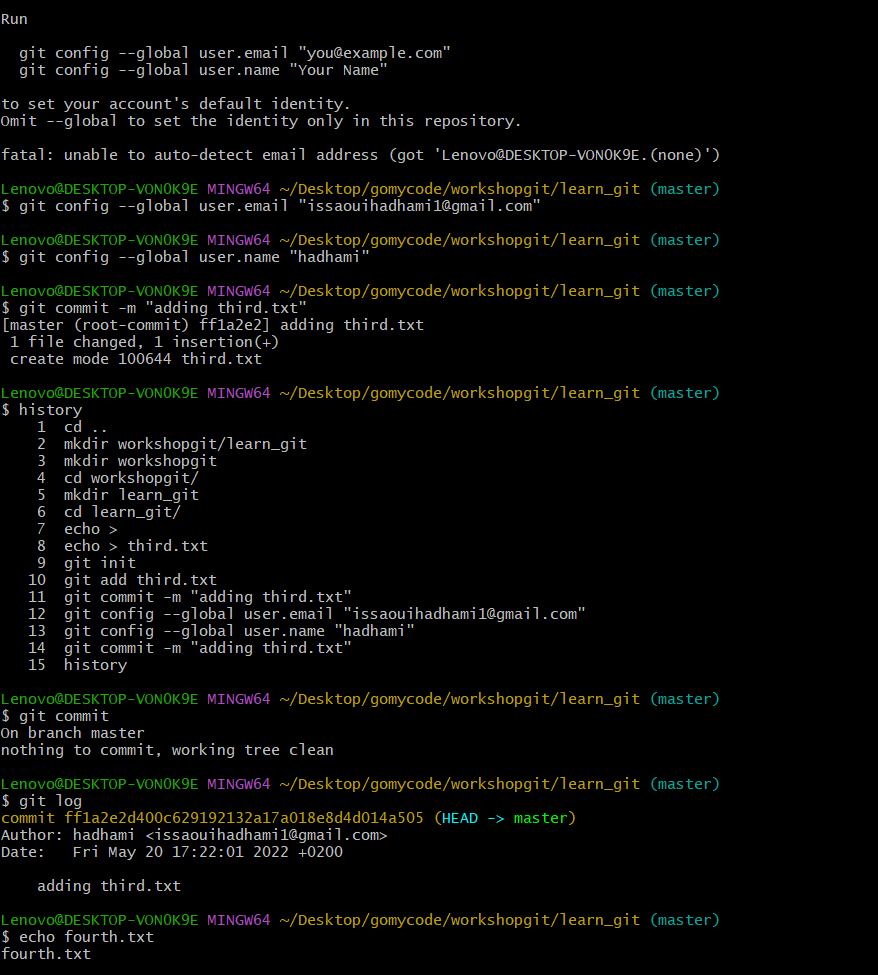 Run
  git config --global user.email "you@example.com"
  git config --global user.name "Your Name"
to set your account's default identity.
Omit --global to set the identity only in this repository.
fatal: unable to auto-detect email address (got 'Lenovo@DESKTOP-VON0K9E.(none)')
Lenovo@DESKTOP-VON0K9E MINGW64 ~/Desktop/gomycode/workshopgit/learn_git (master)
$ git config --global user.email "issaouihadhami1@gmail.com"
Lenovo@DESKTOP-VON0K9E MINGW64 ~/Desktop/gomycode/workshopgit/learn_git (master)
$ git config --global user.name "hadhami"
Lenovo@DESKTOP-VON0K9E MINGW64 ~/Desktop/gomycode/workshopgit/learn_git (master)
$ git commit -m "adding third.txt"
[master (root-commit) ff1a2e2] adding third.txt
 1 file changed, 1 insertion(+)
 create mode 100644 third.txt
Lenovo@DESKTOP-VON0K9E MINGW64 ~/Desktop/gomycode/workshopgit/learn_git (master)
$ history
    1  cd ..
    2  mkdir workshopgit/learn_git
    3  mkdir workshopgit
    4  cd workshopgit/
    5  mkdir learn_git
    6  cd learn_git/
    7  echo >
    8  echo > third.txt
    9  git init
   10  git add third.txt
   11  git commit -m "adding third.txt"
   12  git config --global user.email "issaouihadhami1@gmail.com"
   13  git config --global user.name "hadhami"
   14  git commit -m "adding third.txt"
   15  history
Lenovo@DESKTOP-VON0K9E MINGW64 ~/Desktop/gomycode/workshopgit/learn_git (master)
$ git commit
On branch master
nothing to commit, working tree clean
Lenovo@DESKTOP-VON0K9E MINGW64 ~/Desktop/gomycode/workshopgit/learn_git (master)
$ git log
commit ff1a2e2d400c629192132a17a018e8d4d014a505 (HEAD -> master)
Author: hadhami <issaouihadhami1@gmail.com>
Date:   Fri May 20 17:22:01 2022 +0200
    adding third.txt
Lenovo@DESKTOP-VON0K9E MINGW64 ~/Desktop/gomycode/workshopgit/learn_git (master)
$ echo fourth.txt
fourth.txt